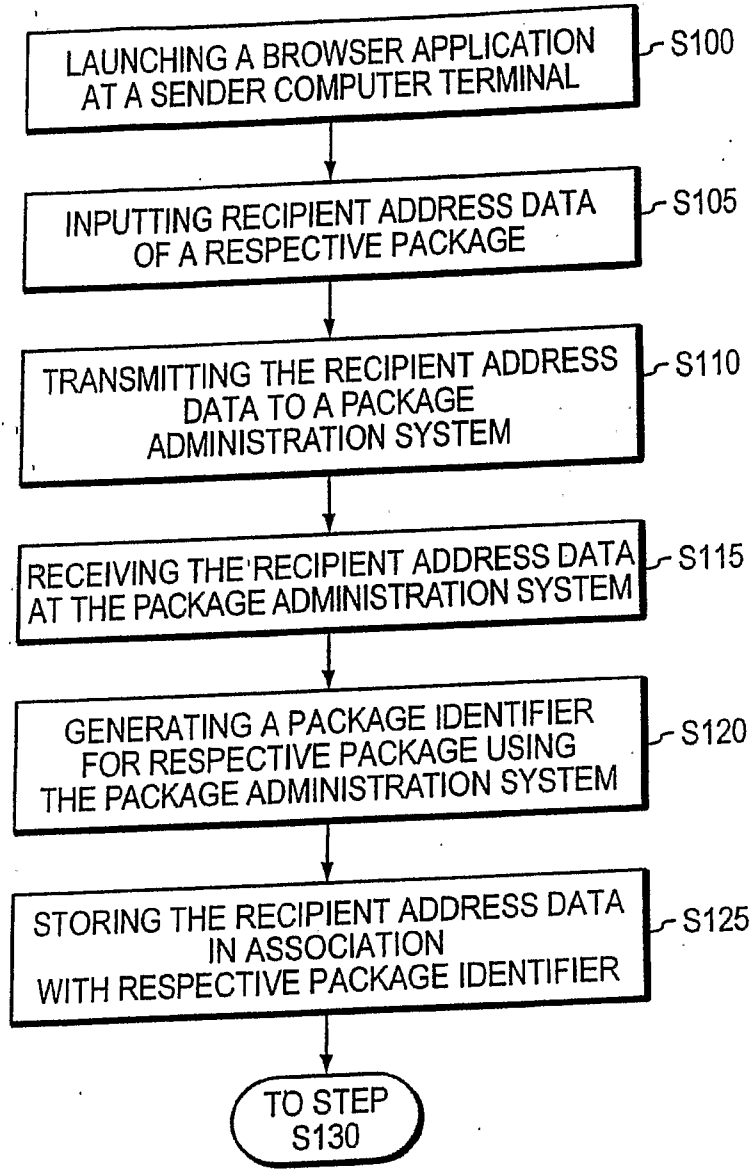 LAUNCHING A BROWSER APPLICATION
AT A SENDER COMPUTER TERMINAL
S100
INPUTTING RECIPIENT ADDRESS DATA
OF A RESPECTIVE PACKAGE
S105
TRANSMITTING THE RECIPIENT ADDRESS
DATA TO A PACKAGE
ADMINISTRATION SYSTEM
S110
RECEIVING THE RECIPIENT ADDRESS DATA
AT THE PACKAGE ADMINISTRATION SYSTEM
S115
GENERATING A PACKAGE IDENTIFIER
FOR RESPECTIVE PACKAGE USING
THE PACKAGE ADMINISTRATION SYSTEM
S120
STORING THE RECIPIENT ADDRESS DATA
IN ASSOCIATION
WITH RESPECTIVE PACKAGE IDENTIFIER
S125
TO STEP
S130